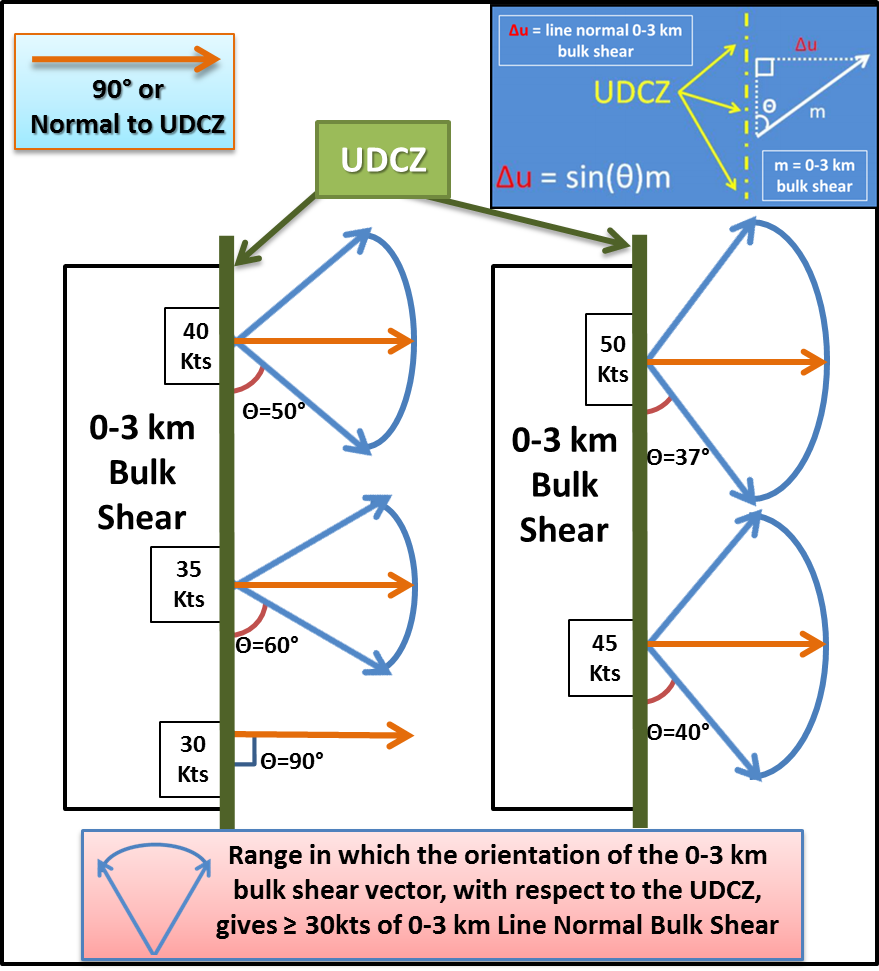 90° or
Normal to UDCZ
Δu = line normal 0-3 km
bulk shear
UDCZ
Δu
Θ
m
Δu = sin(θ)m
m = 0-3 km
bulk shear
UDCZ
40
Kts
Θ=50°
0-3 km
Bulk
Shear
35
Kts
Θ=60°
30
Kts
Θ=90°
50
Kts
Θ=37°
0-3 km
Bulk
Shear
45
Kts
Θ=40°
Range in which the orientation of the 0-3 km
bulk shear vector, with respect to the UDCZ,
gives ≥ 30kts of 0-3 km Line Normal Bulk Shear